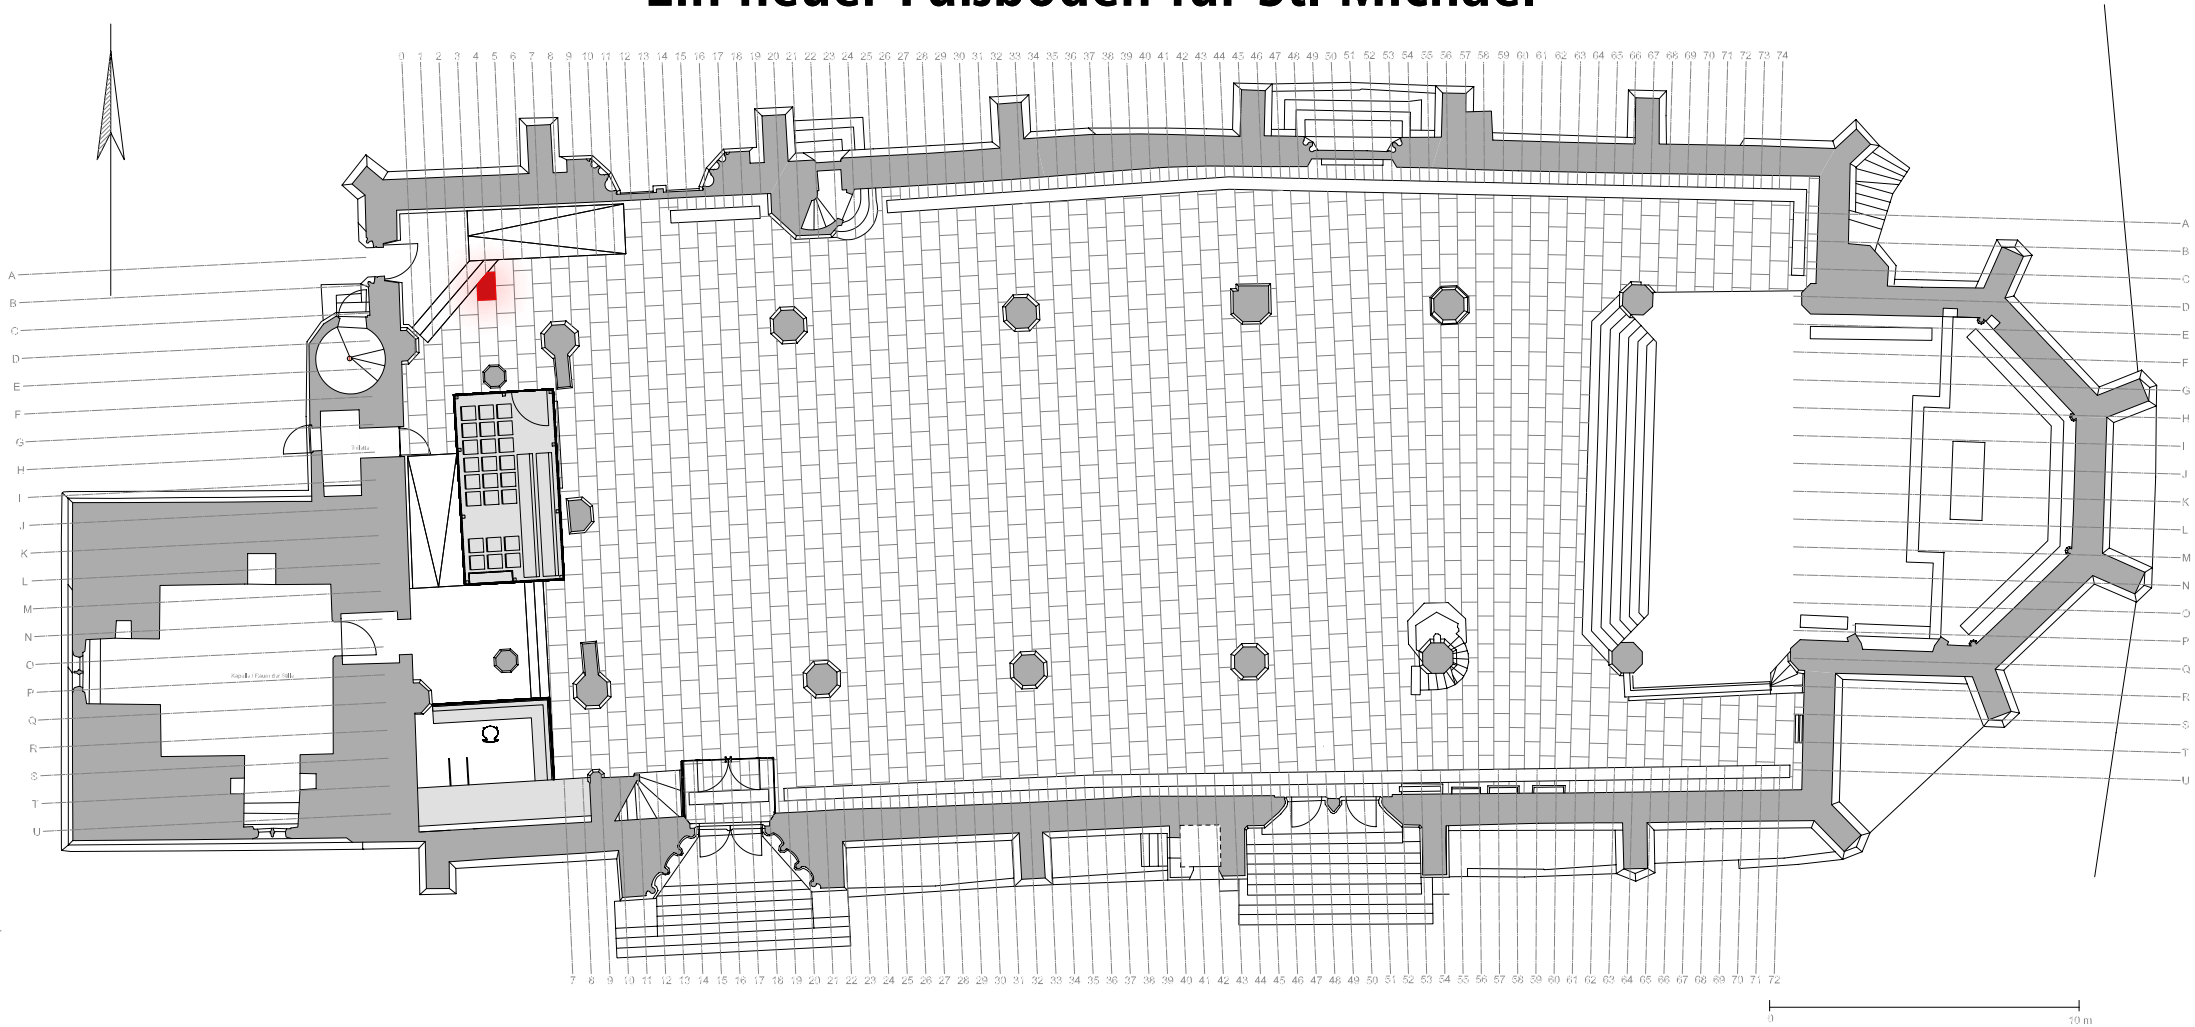 Ein neuer Fußboden für St. Michael
0 1 2 3 4 5 6 7 8 9 10 11 12 13 14 15 16 17 18 19 20 21 22 23 24 25 26 27 28 29 30 31 32 33 34 35 36 37 38 39 40 41 42 43 44 45 46 47 48 49 50 51 52 53 54 55 56 57 58 59 60 61 62 63 64 65 66 67 68 69 70 71 72 73 74
A
B
C
D
E
F
G
H
I
J
K
L
M
N
O
P
Q
R
S
T
U
A
B
C
D
E
F
G
H
I
J
K
L
M
N
O
P
Q
R
S
T
U
Kapelle / Raum der Stille
7 8 9 10 11 12 13 14 15 16 17 18 19 20 21 22 23 24 25 26 27 28 29 30 31 32 33 34 35 36 37 38 39 40 41 42 43 44 45 46 47 48 49 50 51 52 53 54 55 56 57 58 59 60 61 62 63 64 65 66 67 68 69 70 71 72
0 10 m